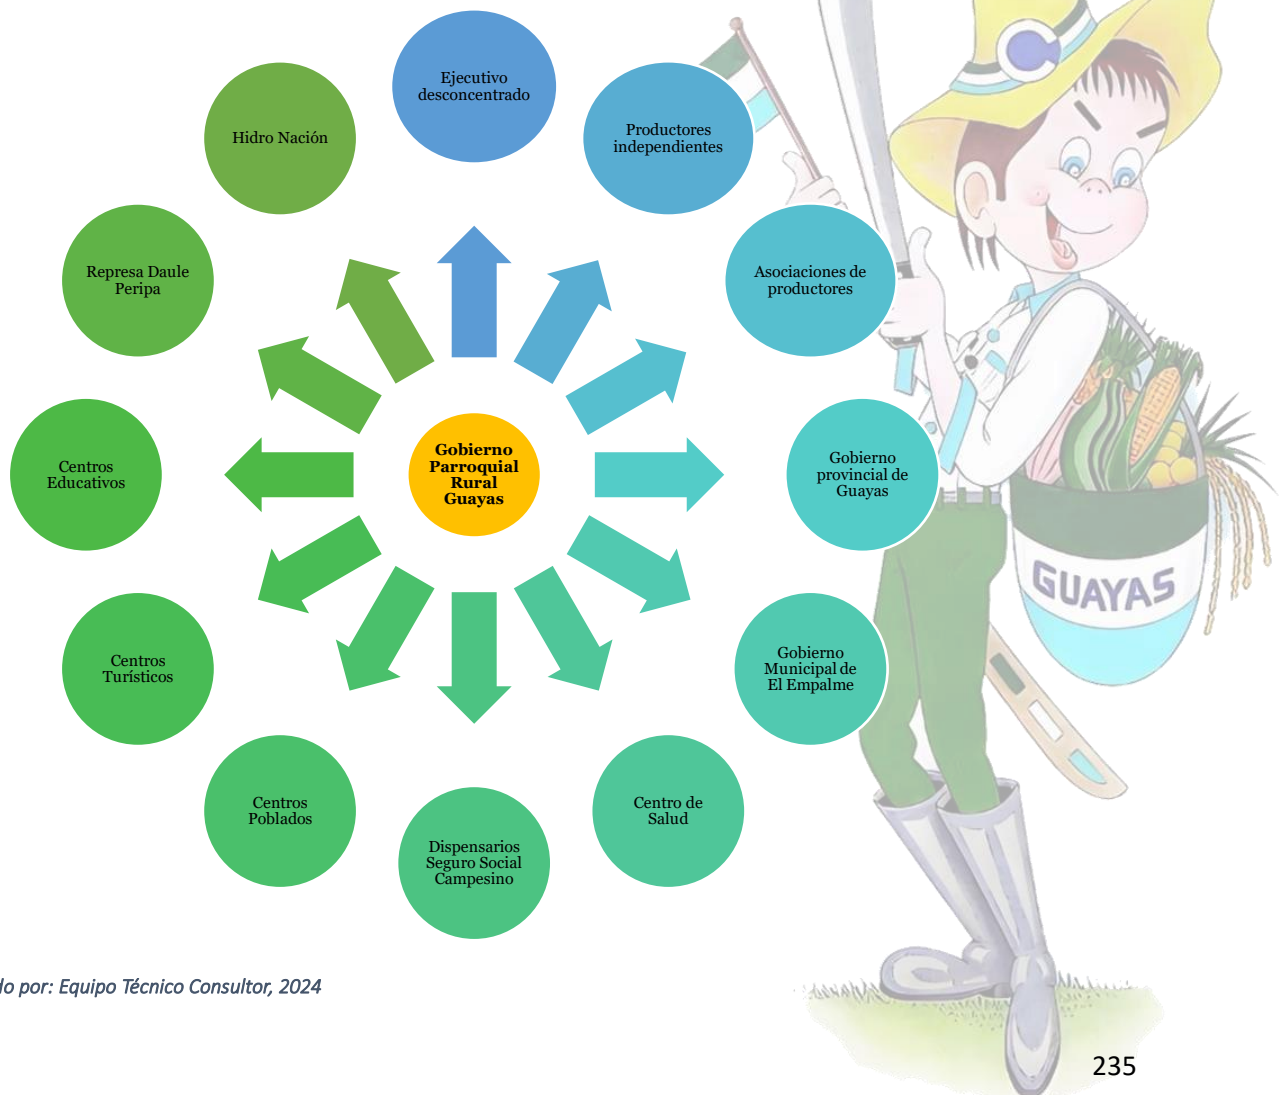 Ejecutivo
desconcentrado
Productores
independientes
Asociaciones de
productores
Gobierno
provincial de
Guayas
Gobierno
Municipal de
El Empalme
Centro de
Salud
Dispensarios
Seguro Social
Campesino
Centros
Poblados
Centros
Turísticos
Centros
Educativos
Represa Daule
Peripa
Hidro Nación
Gobierno
Parroquial
Rural
Guayas
GUAYAS
do por: Equipo Técnico Consultor, 2024
235